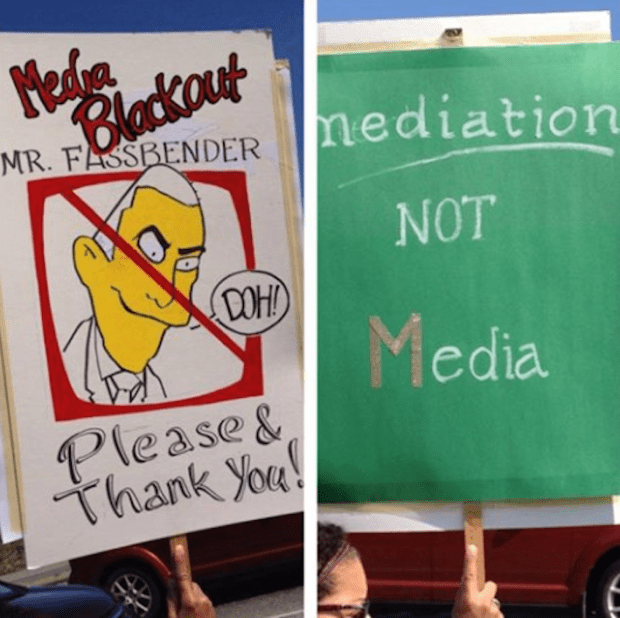 Media
Blackout
MR. FASSBENDER
DOH!
Please &
Thank You!
mediation
NOT
Media